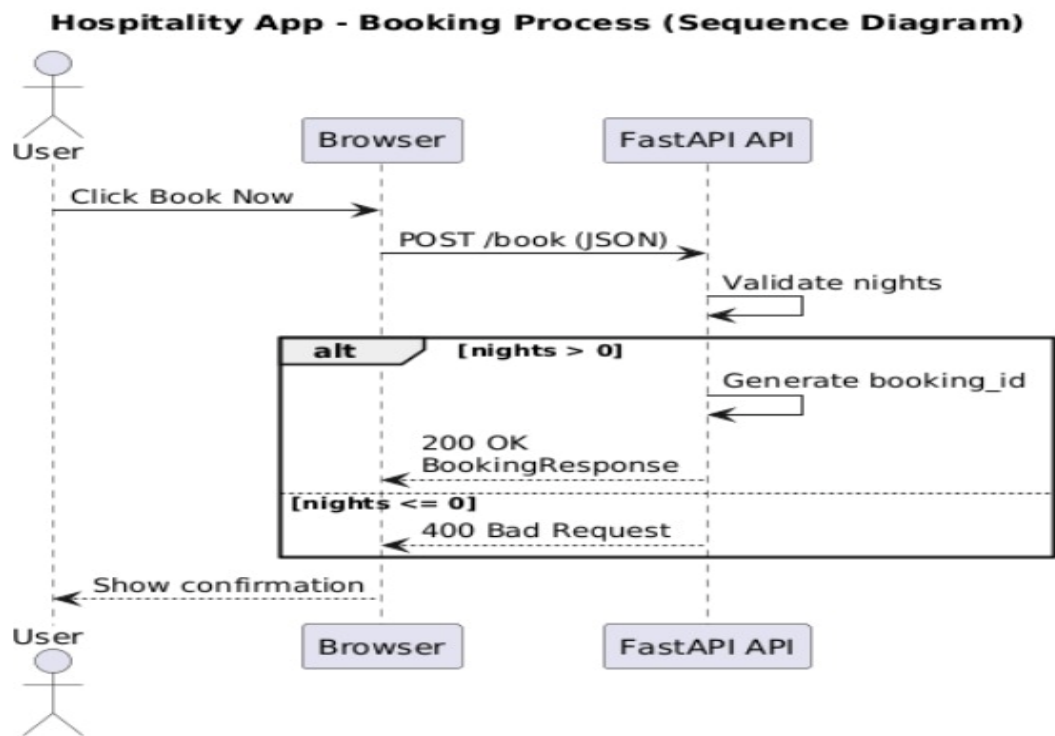 Hospitality App - Booking Process (Sequence Diagram)
User
Browser
FastAPI API
Click Book Now
POST /book (JSON)
Validate nights
alt [nights > 0]
Generate booking_id
200 OK
BookingResponse
[nights <= 0]
400 Bad Request
Show confirmation
User
Browser
FastAPI API